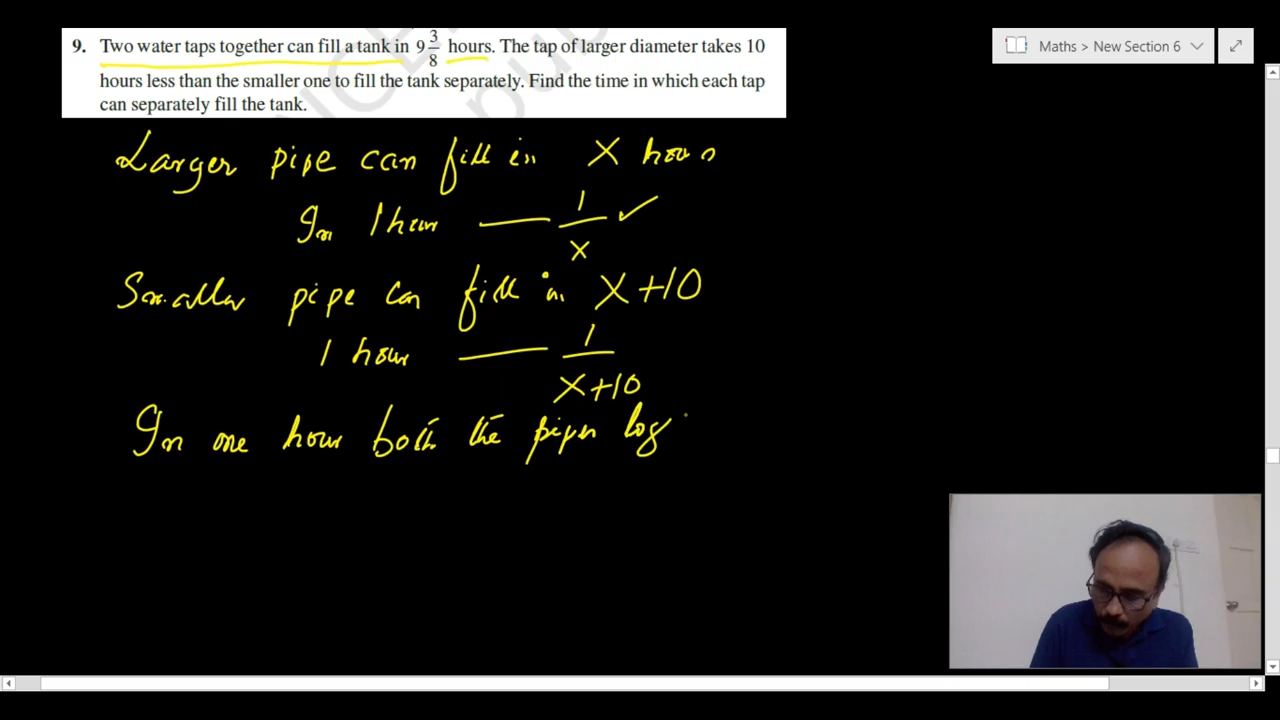 9. Two water taps together can fill a tank in 9 3/8 hours. The tap of larger diameter takes 10
hours less than the smaller one to fill the tank separately. Find the time in which each tap
can separately fill the tank.
Maths > New Section 6
Larger pipe can fill in X hours
In 1 hour — 1/x ✓
Smaller pipe can fill in X+10
1 hour — 1/x+10
In one hour both the pipes tog